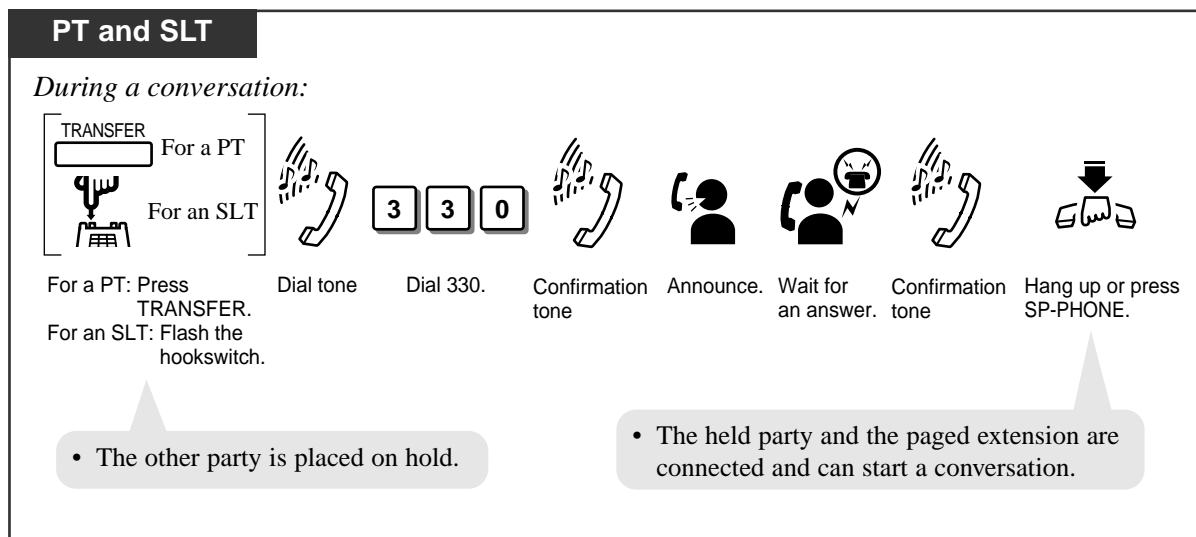 PT and SLT
During a conversation:
TRANSFER
For a PT
For an SLT
3 3 0
For a PT: Press
TRANSFER.
For an SLT: Flash the
hookswitch.
Dial tone
Dial 330.
Confirmation
tone
Announce.
Wait for
an answer.
Confirmation
tone
Hang up or press
SP-PHONE.
• The other party is placed on hold.
• The held party and the paged extension are
connected and can start a conversation.